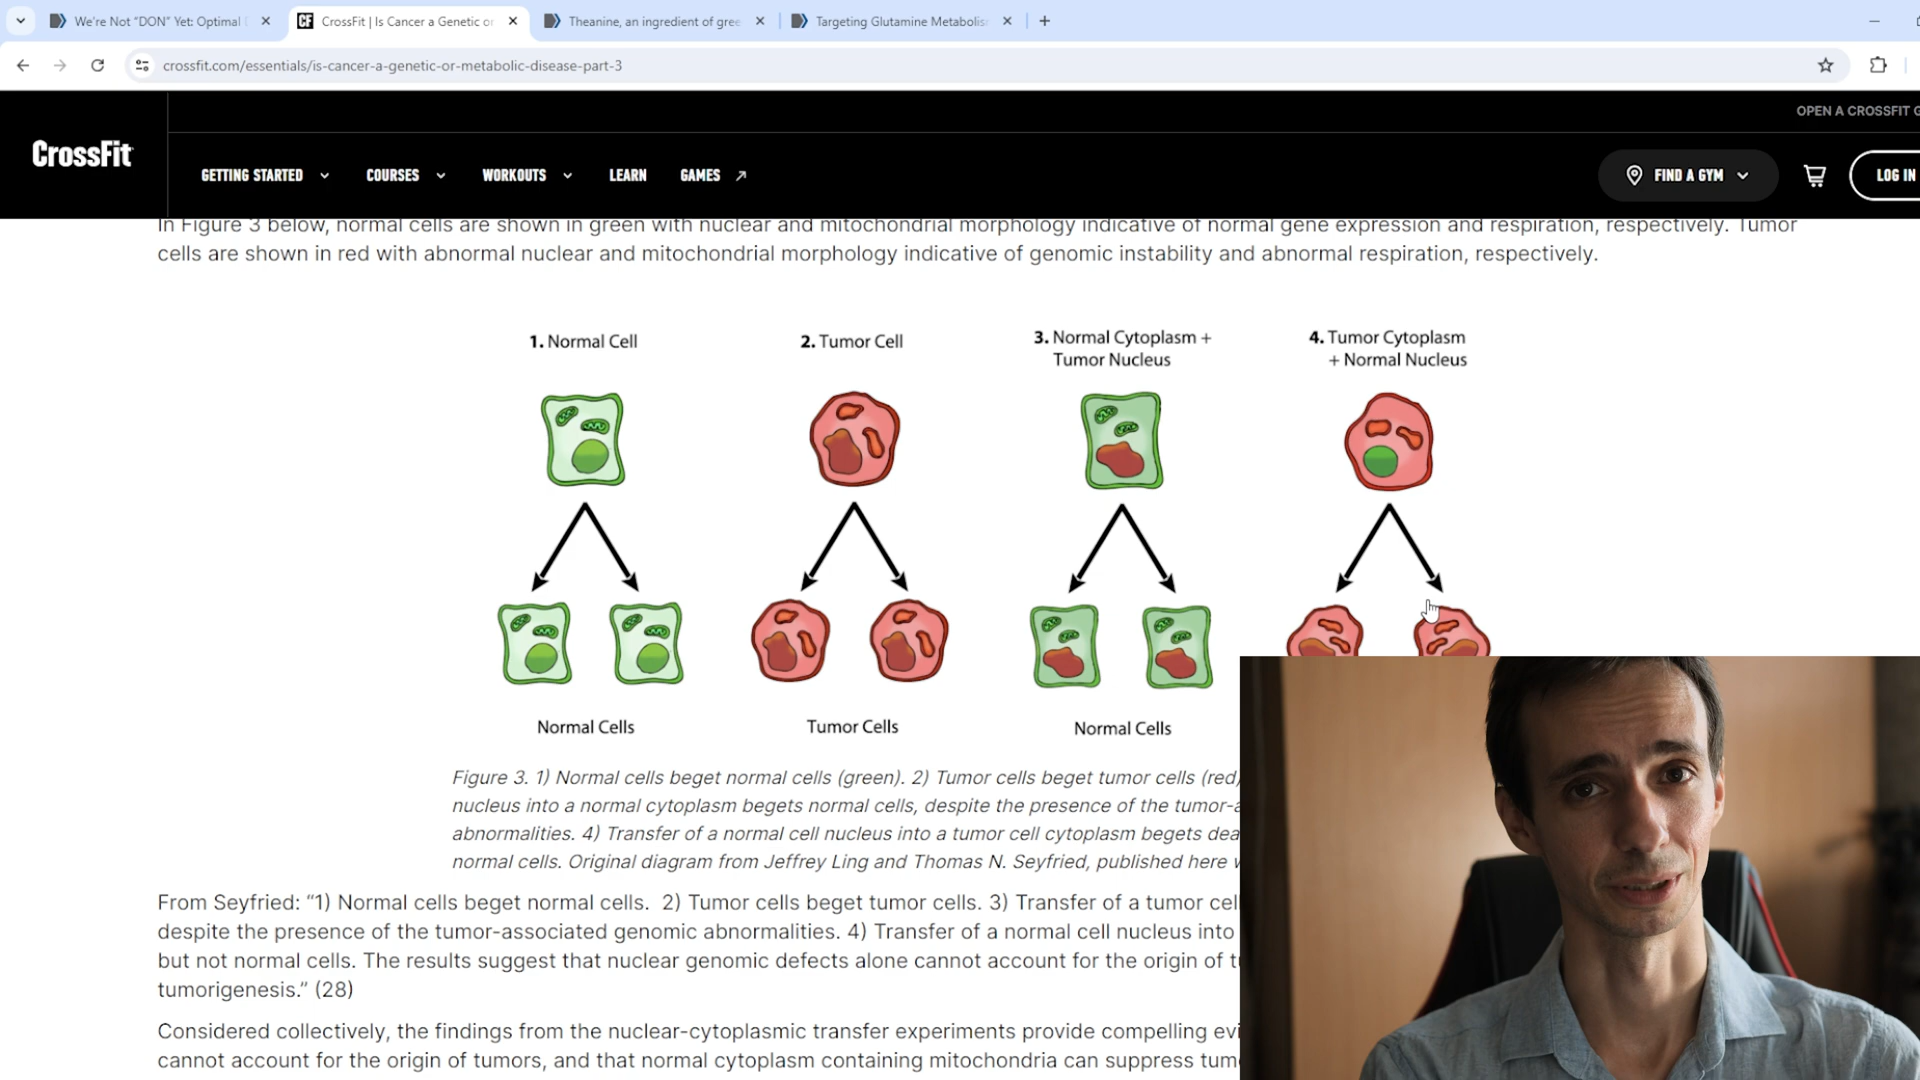 We're Not "DON" Yet: Optimal
CrossFit | Is Cancer a Genetic or
Theanine, an ingredient of gree
Targeting Glutamine Metabolis
crossfit.com/essentials/is-cancer-a-genetic-or-metabolic-disease-part-3
OPEN A CROSSFIT G
CrossFit
GETTING STARTED
COURSES
WORKOUTS
LEARN
GAMES
FIND A GYM
LOG IN
In Figure 3 below, normal cells are shown in green with nuclear and mitochondrial morphology indicative of normal gene expression and respiration, respectively. Tumor
cells are shown in red with abnormal nuclear and mitochondrial morphology indicative of genomic instability and abnormal respiration, respectively.
1. Normal Cell
2. Tumor Cell
3. Normal Cytoplasm +
Tumor Nucleus
4. Tumor Cytoplasm
+ Normal Nucleus
Normal Cells
Tumor Cells
Normal Cells
Figure 3. 1) Normal cells beget normal cells (green). 2) Tumor cells beget tumor cells (red)
nucleus into a normal cytoplasm begets normal cells, despite the presence of the tumor-a
abnormalities. 4) Transfer of a normal cell nucleus into a tumor cell cytoplasm begets dea
normal cells. Original diagram from Jeffrey Ling and Thomas N. Seyfried, published here
From Seyfried: “1) Normal cells beget normal cells. 2) Tumor cells beget tumor cells. 3) Transfer of a tumor cel
despite the presence of the tumor-associated genomic abnormalities. 4) Transfer of a normal cell nucleus into
but not normal cells. The results suggest that nuclear genomic defects alone cannot account for the origin of
tumorigenesis.” (28)
Considered collectively, the findings from the nuclear-cytoplasmic transfer experiments provide compelling evi
cannot account for the origin of tumors, and that normal cytoplasm containing mitochondria can suppress tum